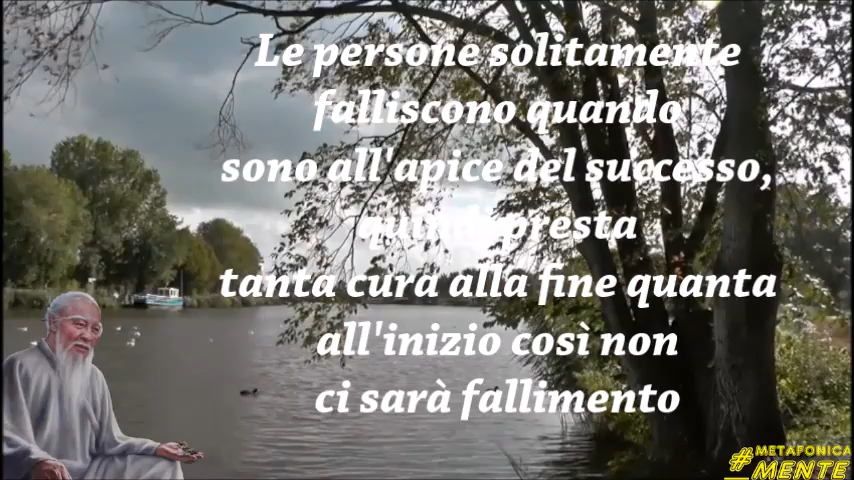 Le persone solitamente
falliscono quando
sono all'apice del successo,
quindi presta
tanta cura alla fine quanta
all'inizio così non
ci sarà fallimento
#METAFONICA
MENTE